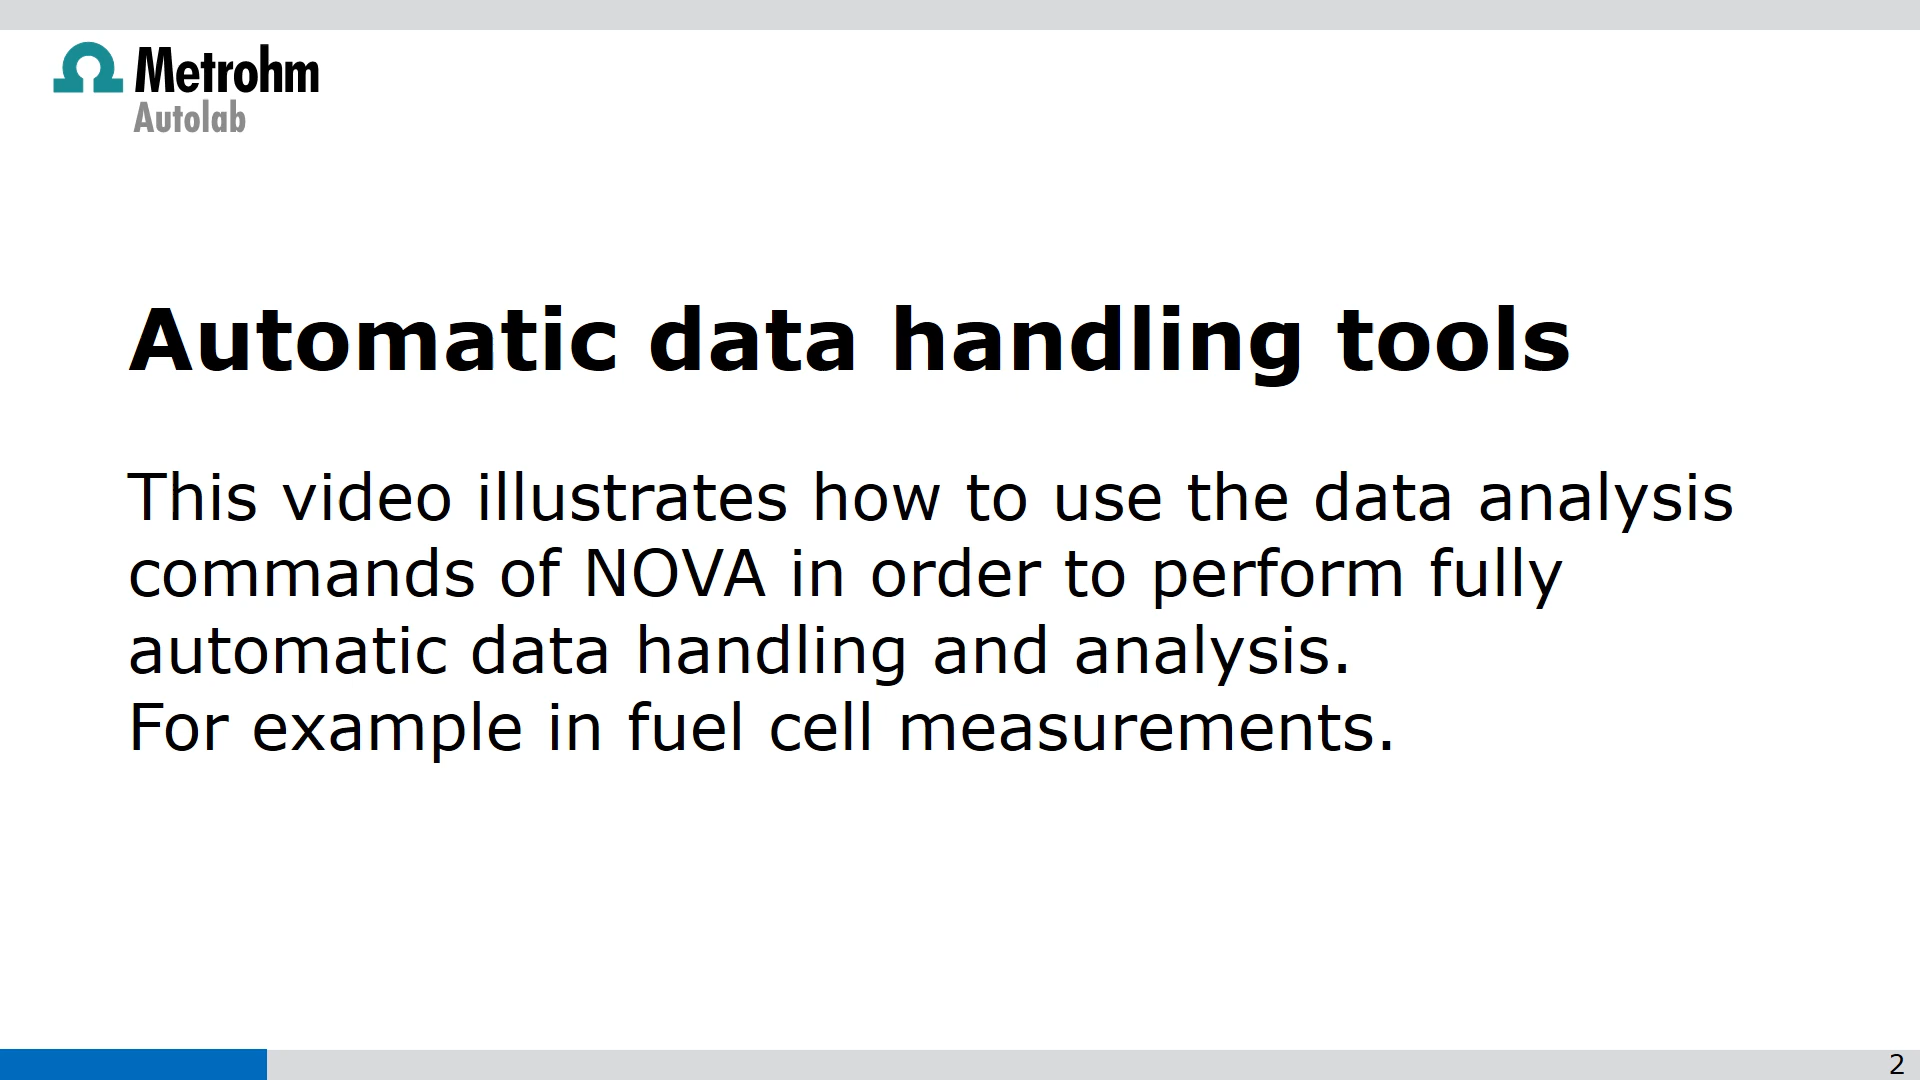 Metrohm
Autolab
Automatic data handling tools
This video illustrates how to use the data analysis
commands of NOVA in order to perform fully
automatic data handling and analysis.
For example in fuel cell measurements.
2